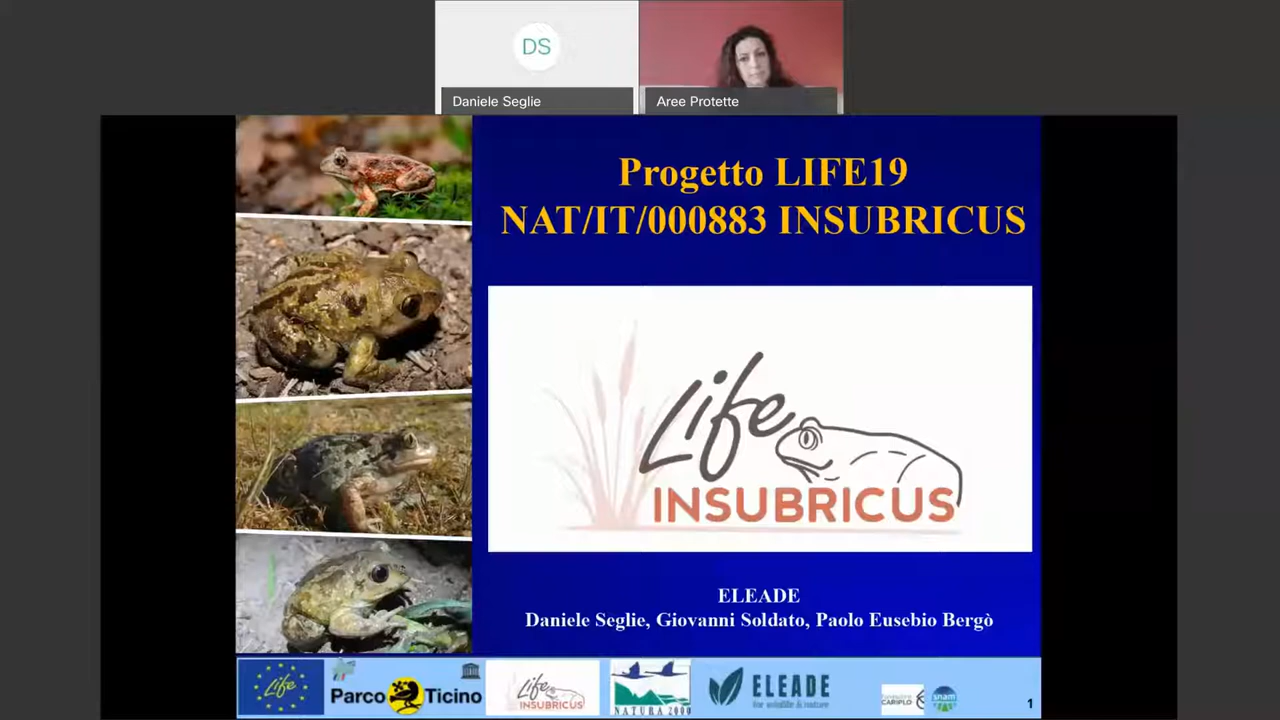 DS
Daniele Seglie
Aree Protette
Progetto LIFE19
NAT/IT/000883 INSUBRICUS
Life
INSUBRICUS
ELEADE
Daniele Seglie, Giovanni Soldato, Paolo Eusebio Bergò
Life
Parco Ticino
Life
INSUBRICUS
NATURA 2000
ELEADE
for wildlife & nature
CARIPLO
snam
1